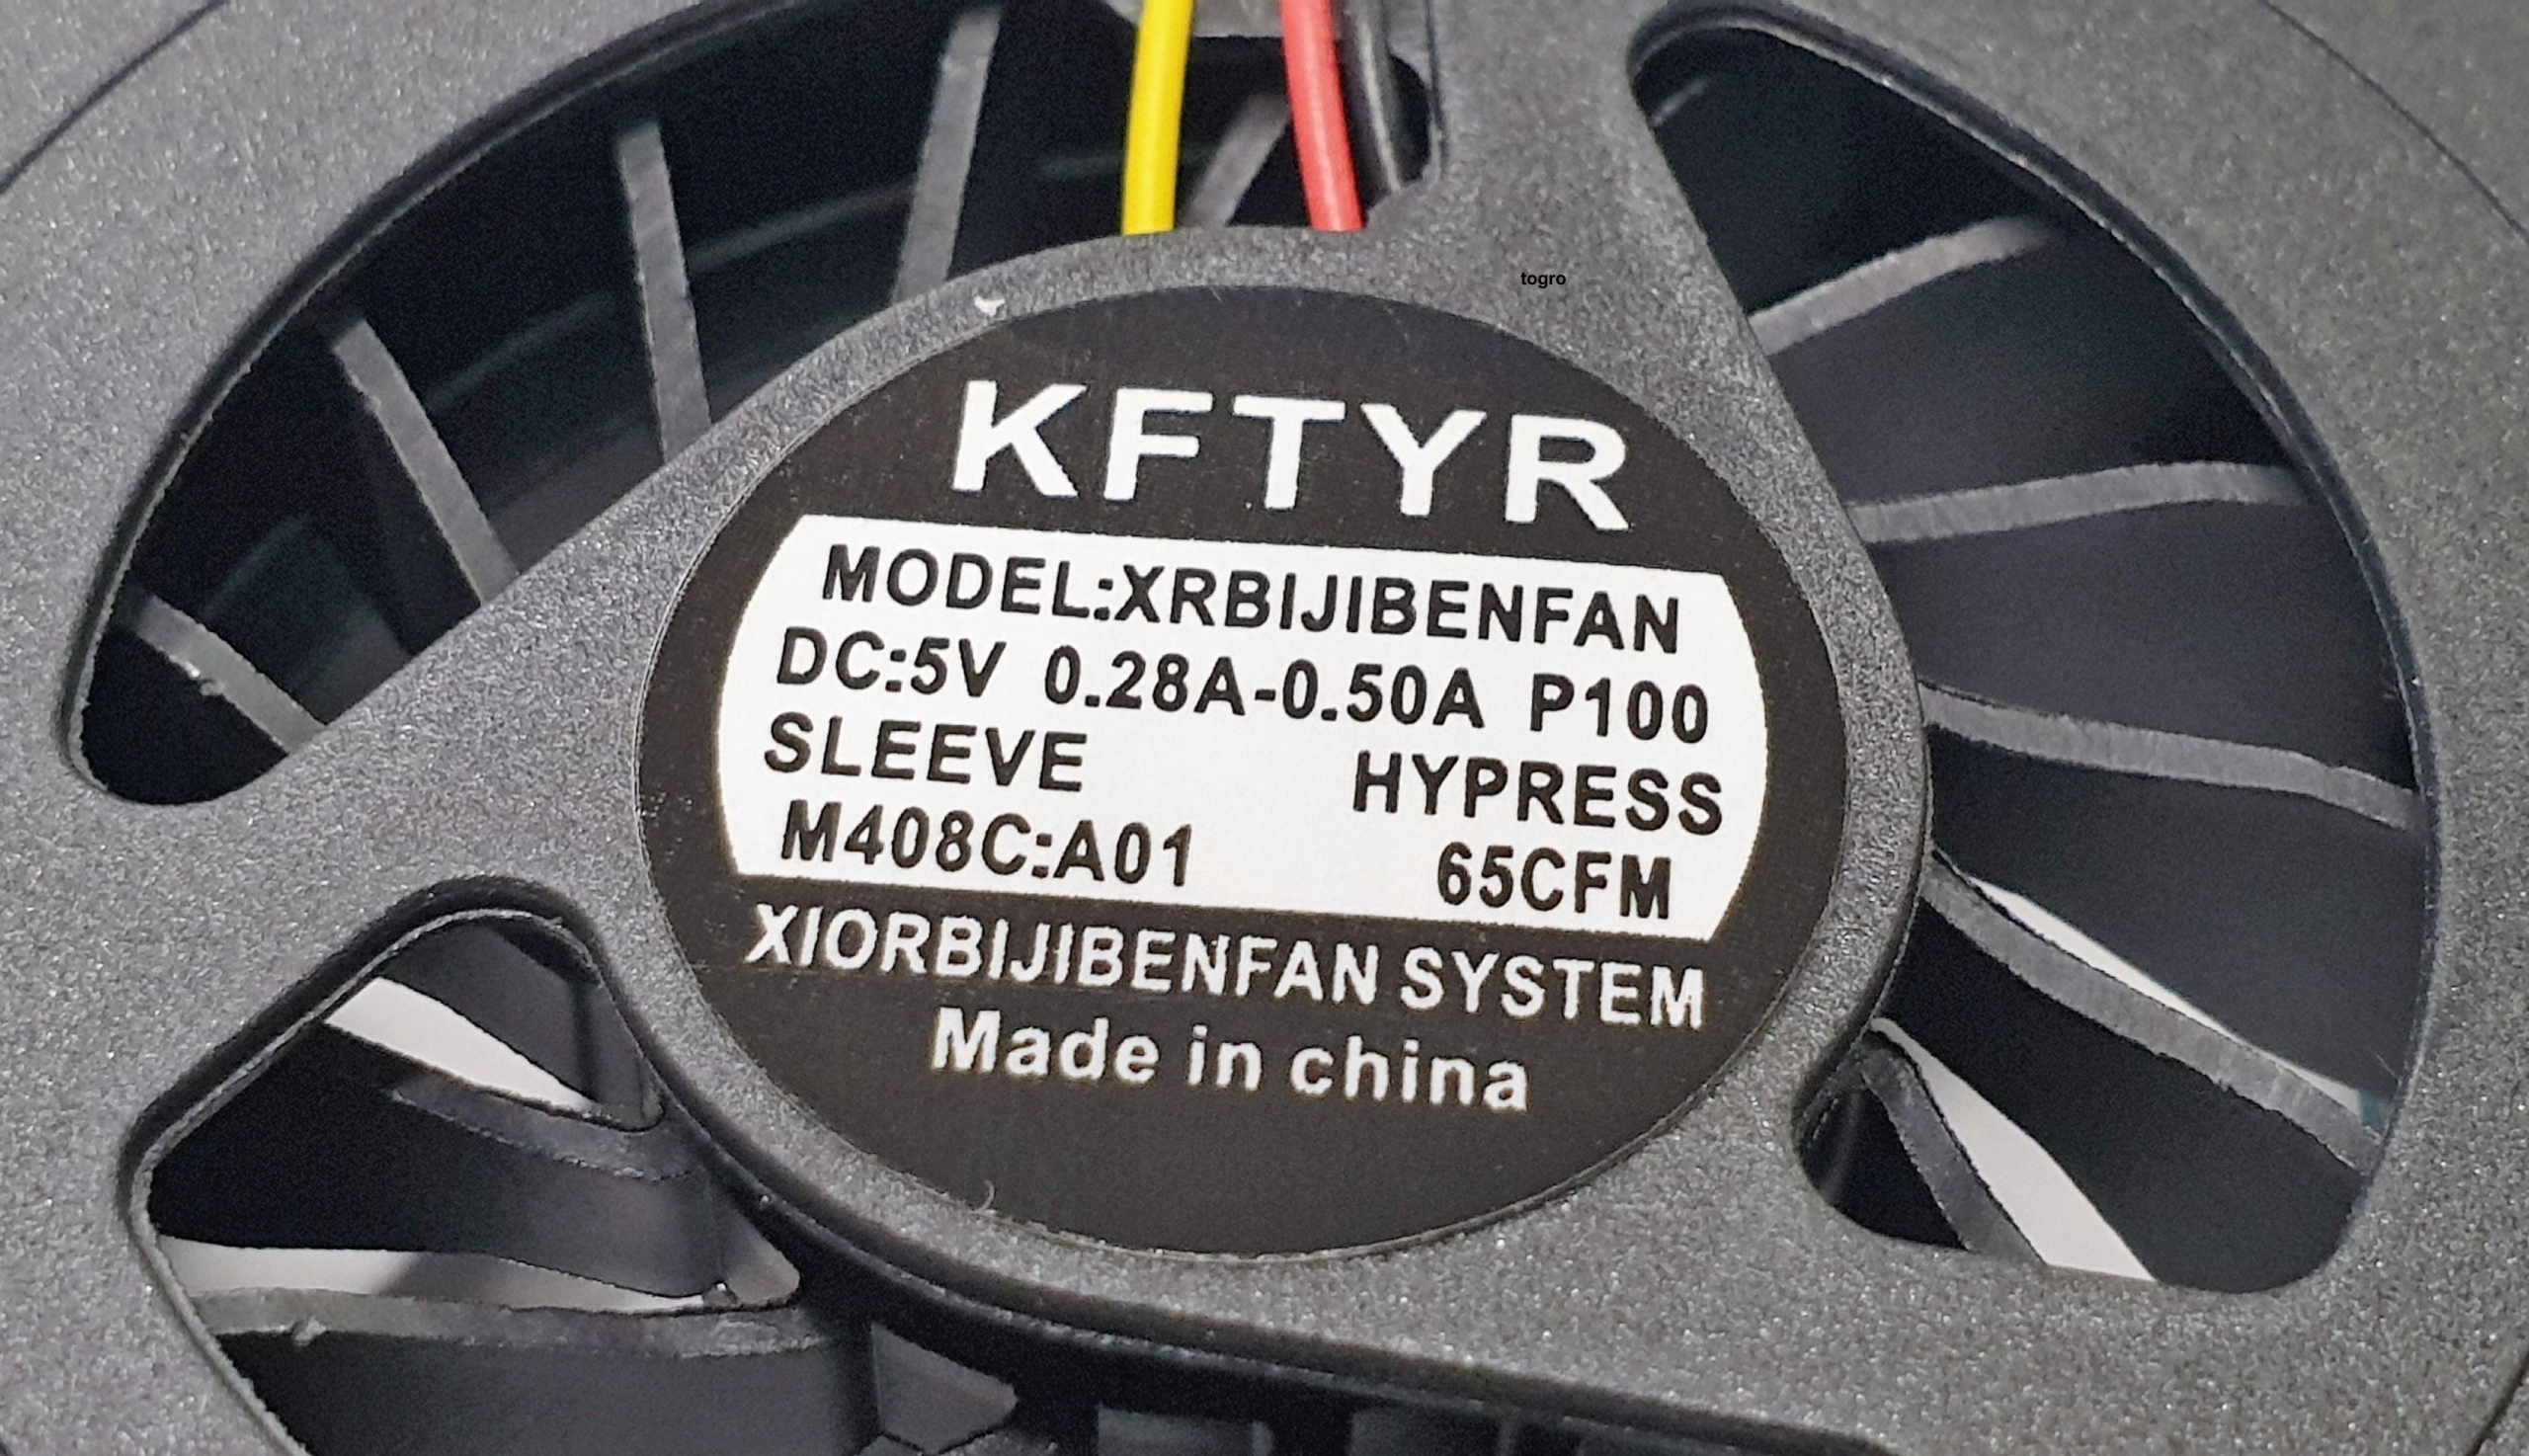 togro
KFTYR
MODEL:XRBIJIBENFAN
DC:5V 0.28A-0.50A P100
SLEEVE HYPRESS
M408C:A01 65CFM
XIORBIJIBENFAN SYSTEM
Made in china